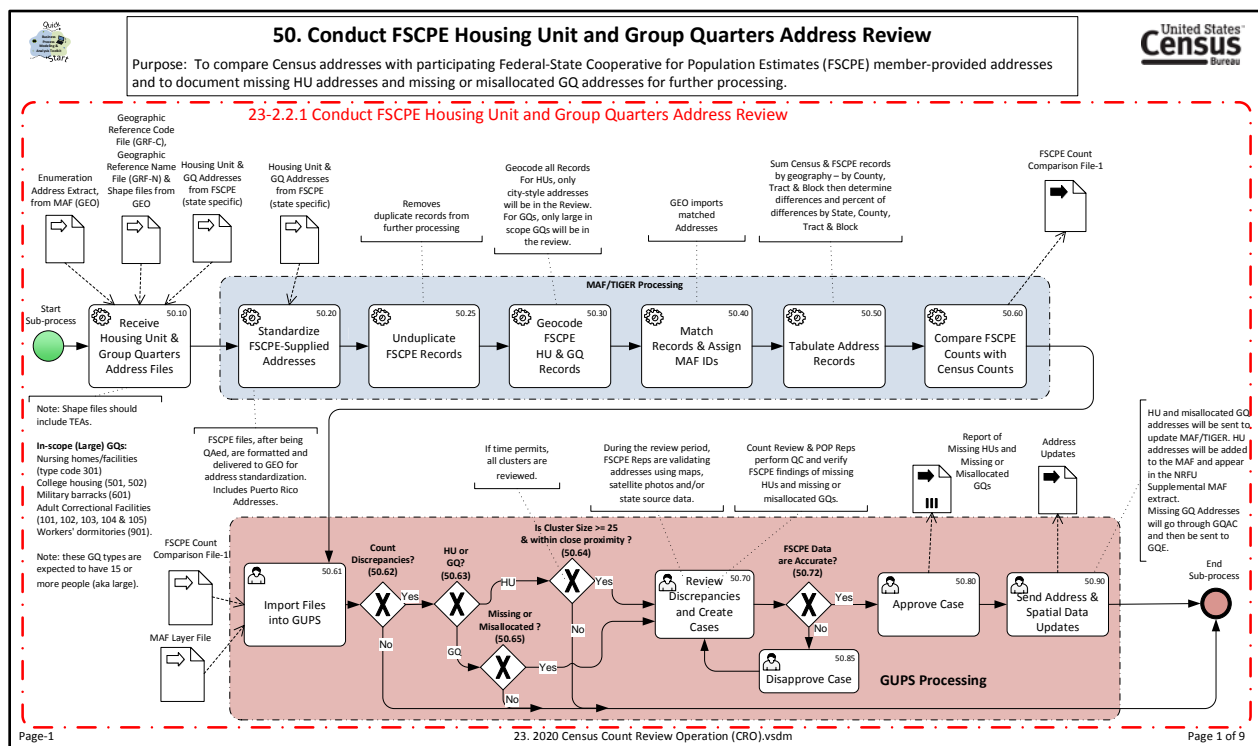 Quick
Business
Process
Modeling &
Analysis Toolkit
Start
50. Conduct FSCPE Housing Unit and Group Quarters Address Review
Purpose: To compare Census addresses with participating Federal-State Cooperative for Population Estimates (FSCPE) member-provided addresses
and to document missing HU addresses and missing or misallocated GQ addresses for further processing.
United States
Census
Bureau
23-2.2.1 Conduct FSCPE Housing Unit and Group Quarters Address Review
Enumeration
Address Extract,
from MAF (GEO)
Geographic
Reference Code
File (GRF-C),
Geographic
Reference Name
File (GRF-N) &
Shape files from
GEO
Housing Unit &
GQ Addresses
from FSCPE
(state specific)
Housing Unit &
GQ Addresses
from FSCPE
(state specific)
Removes
duplicate records from
further processing
Geocode all Records
For HUs, only
city-style addresses
will be in the Review.
For GQs, only large in
scope GQs will be in
the review.
GEO imports
matched
Addresses
Sum Census & FSCPE records
by geography – by County,
Tract & Block then determine
differences and percent of
differences by State, County,
Tract & Block
FSCPE Count
Comparison File-1
MAF/TIGER Processing
Start
Sub-process
50.10
Receive
Housing Unit &
Group Quarters
Address Files
50.20
Standardize
FSCPE-Supplied
Addresses
50.25
Unduplicate
FSCPE Records
50.30
Geocode
FSCPE
HU & GQ
Records
50.40
Match
Records & Assign
MAF IDs
50.50
Tabulate Address
Records
50.60
Compare FSCPE
Counts with
Census Counts
Note: Shape files should
include TEAs.
In-scope (Large) GQs:
Nursing homes/facilities
(type code 301)
College housing (501, 502)
Military barracks (601)
Adult Correctional Facilities
(101, 102, 103, 104 & 105)
Workers' dormitories (901).
Note: these GQ types are
expected to have 15 or
more people (aka large).
FSCPE files, after being
QAed, are formatted and
delivered to GEO for
address standardization.
Includes Puerto Rico
Addresses.
If time permits,
all clusters are
reviewed.
During the review period,
FSCPE Reps are validating
addresses using maps,
satellite photos and/or
state source data.
Count Review & POP Reps
perform QC and verify
FSCPE findings of missing
HUs and missing or
misallocated GQs.
Report of
Missing HUs and
Missing or
Misallocated
GQs
Address
Updates
HU and misallocated GQ
addresses will be sent to
update MAF/TIGER. HU
addresses will be added
to the MAF and appear
in the NRFU
Supplemental MAF
extract.
Missing GQ Addresses
will go through GQAC
and then be sent to
GQE.
FSCPE Count
Comparison File-1
MAF Layer File
50.61
Import Files
into GUPS
Count
Discrepancies?
(50.62)
Yes
No
HU or
GQ?
(50.63)
HU
GQ
Is Cluster Size >= 25
& within close proximity ?
(50.64)
Yes
No
Missing or
Misallocated ?
(50.65)
Yes
No
50.70
Review
Discrepancies
and Create
Cases
FSCPE Data
are Accurate?
(50.72)
Yes
No
50.80
Approve Case
50.85
Disapprove Case
50.90
Send Address &
Spatial Data
Updates
GUPS Processing
End
Sub-process
Page-1
23. 2020 Census Count Review Operation (CRO).vsdm
Page 1 of 9